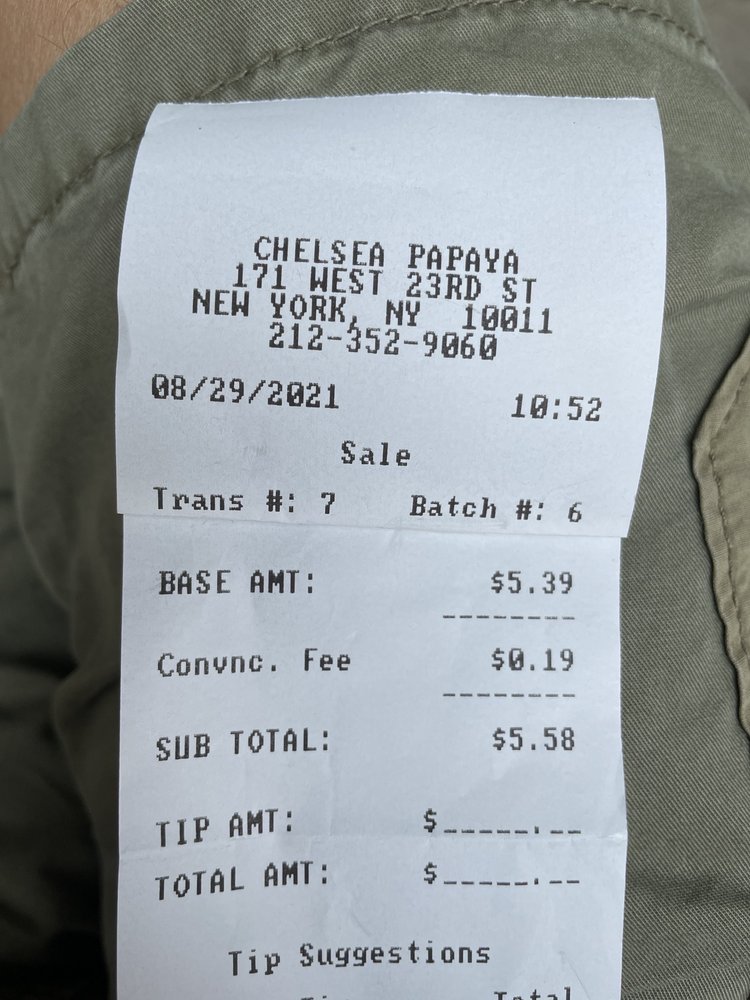 CHELSEA PAPAYA
171 WEST 23RD ST
NEW YORK, NY 10011
212-352-9060
08/29/2021 10:52
Sale
Trans #: 7 Batch #: 6
BASE AMT: $5.39
--------
Convnc. Fee $0.19
--------
SUB TOTAL: $5.58
TIP AMT: $_____.__
TOTAL AMT: $_____.__
Tip Suggestions
Total